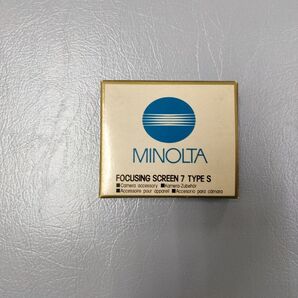 MINOLTA
FOCUSING SCREEN 7 TYPE S
■Camera accessory ■Kamera-Zubehör
■Accessoire pour appareil ■Accesorio para cámara